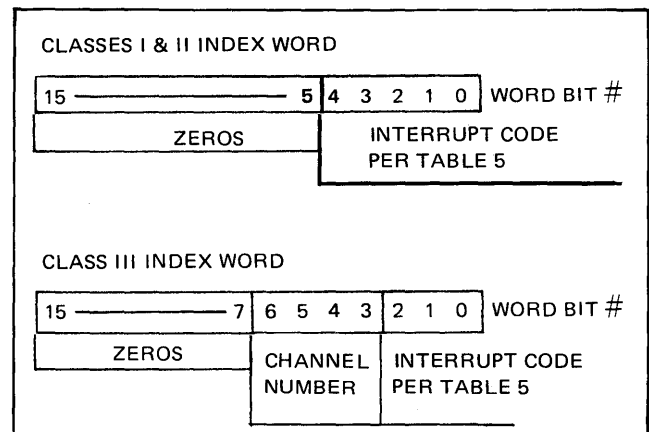 CLASSES I & II INDEX WORD
15 5 4 3 2 1 0 WORD BIT #
ZEROS INTERRUPT CODE
PER TABLE 5
CLASS III INDEX WORD
15 7 6 5 4 3 2 1 0 WORD BIT #
ZEROS CHANNEL INTERRUPT CODE
NUMBER PER TABLE 5